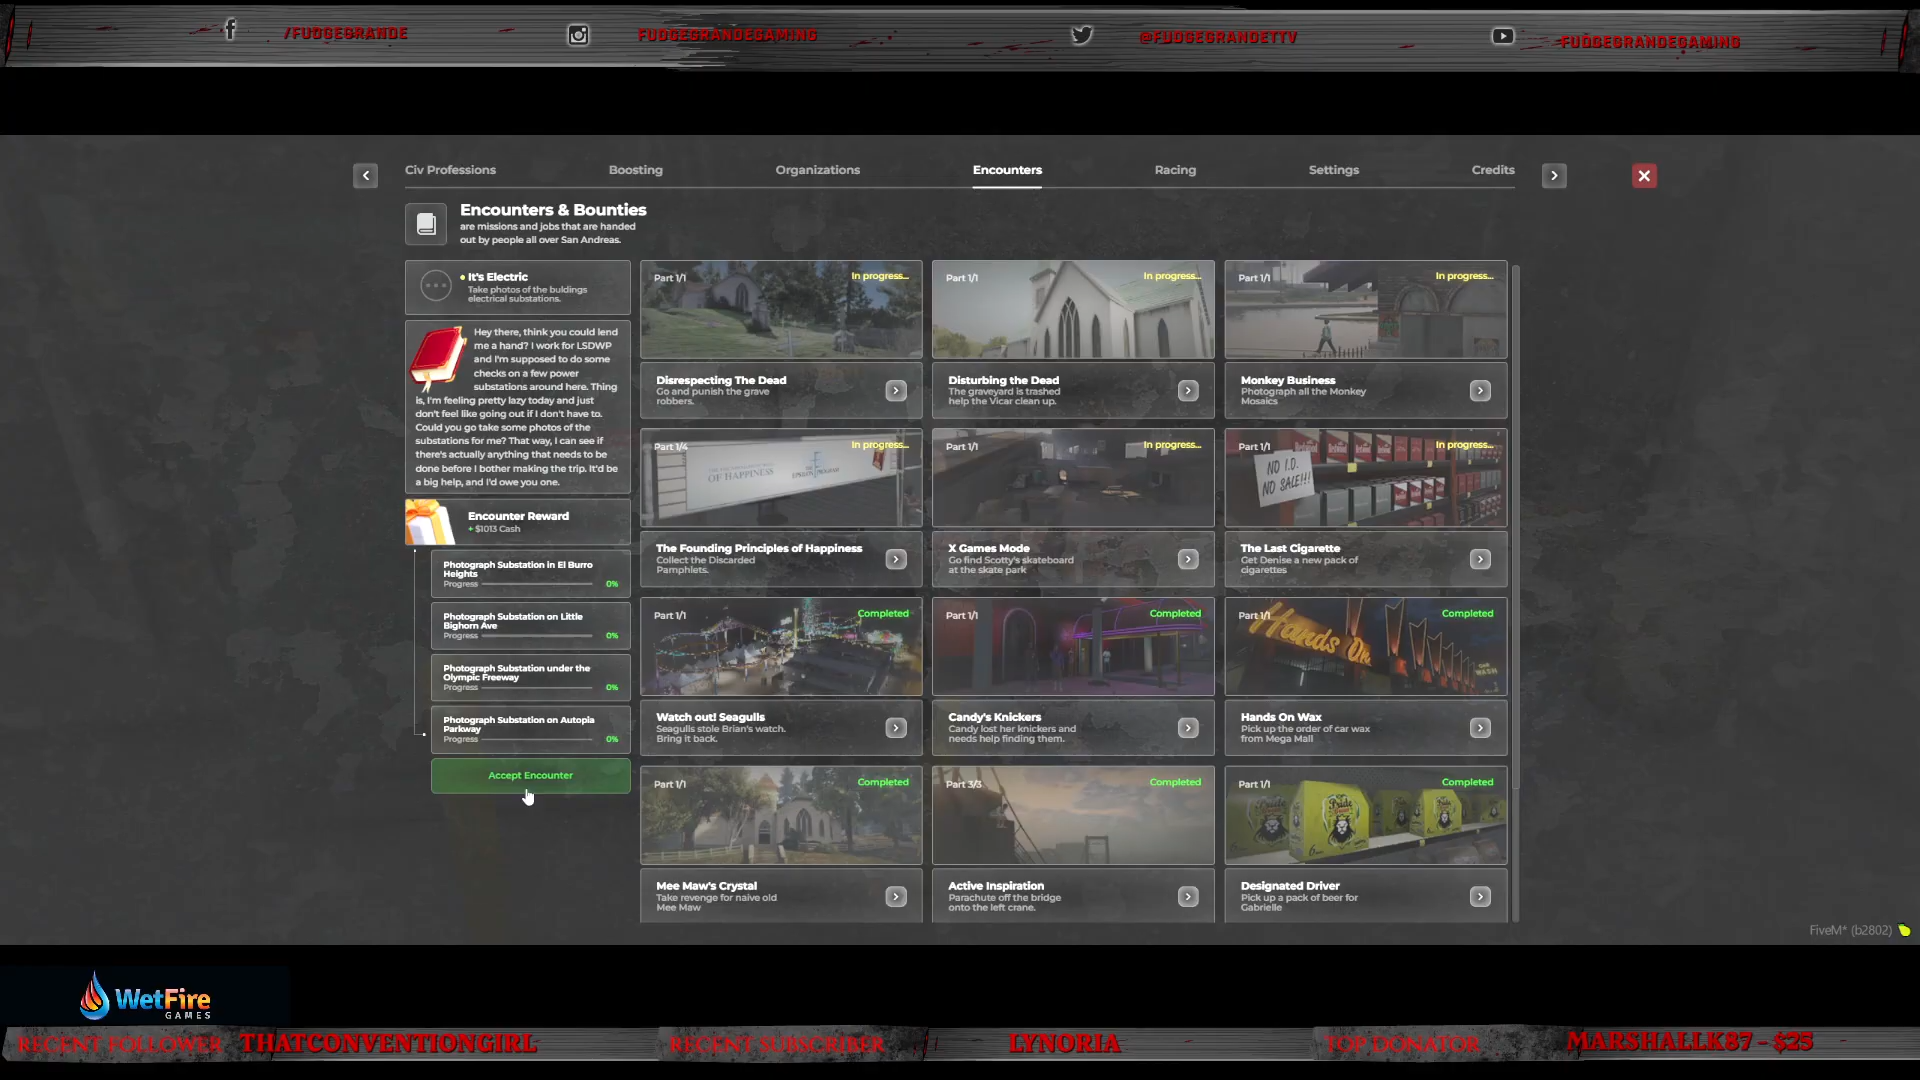 /FUDGEGRANDE
FUDGEGRANDEGAMING
@FUDGEGRANDETTV
FUDGEGRANDEGAMING
Civ Professions
Boosting
Organizations
Encounters
Racing
Settings
Credits
Encounters & Bounties
are missions and jobs that are handed
out by people all over San Andreas.
It's Electric
Take photos of the buldings
electrical substations.
Hey there, think you could lend
me a hand? I work for LSDWP
and I'm supposed to do some
checks on a few power
substations around here. Thing
is, I'm feeling pretty lazy today and just
don't feel like going out if I don't have to.
Could you go take some photos of the
substations for me? That way, I can see if
there's actually anything that needs to be
done before I bother making the trip. It'd be
a big help, and I'd owe you one.
Encounter Reward
+ $1013 Cash
Photograph Substation in El Burro
Heights
Progress 0%
Photograph Substation on Little
Bighorn Ave
Progress 0%
Photograph Substation under the
Olympic Freeway
Progress 0%
Photograph Substation on Autopia
Parkway
Progress 0%
Accept Encounter
Part 1/1
In progress...
Disrespecting The Dead
Go and punish the grave
robbers.
Part 1/1
In progress...
Disturbing the Dead
The graveyard is trashed
help the Vicar clean up.
Part 1/1
In progress...
Monkey Business
Photograph all the Monkey
Mosaics
Part 1/4
In progress...
OF HAPPINESS
EPSILON PROGRAM
The Founding Principles of Happiness
Collect the Discarded
Pamphlets.
Part 1/1
In progress...
X Games Mode
Go find Scotty's skateboard
at the skate park
Part 1/1
In progress...
NO I.D.
NO SALE!!!
The Last Cigarette
Get Denise a new pack of
cigarettes
Part 1/1
Completed
Watch out! Seagulls
Seagulls stole Brian's watch.
Bring it back.
Part 1/1
Completed
Candy's Knickers
Candy lost her knickers and
needs help finding them.
Part 1/1
Completed
Hands On
Hands On Wax
Pick up the order of car wax
from Mega Mall
Part 1/1
Completed
Mee Maw's Crystal
Take revenge for naive old
Mee Maw
Part 3/3
Completed
Active Inspiration
Parachute off the bridge
onto the left crane.
Part 1/1
Completed
Pride
Pride
Pride
Designated Driver
Pick up a pack of beer for
Gabrielle
FiveM* (b2802)
WetFire
GAMES
RECENT FOLLOWER
THATCONVENTIONGIRL
RECENT SUBSCRIBER
LYNORIA
TOP DONATOR
MARSHALLK87 - $25